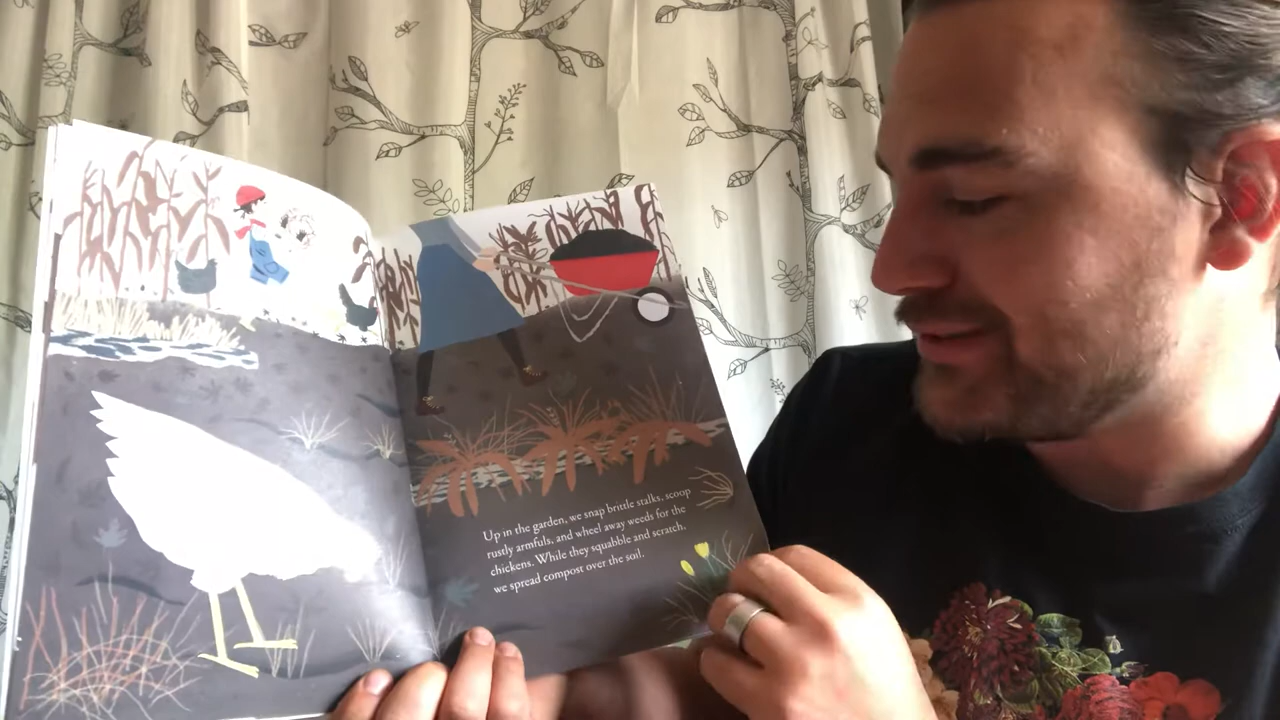 Up in the garden, we snap brittle stalks, scoop
rustly armfuls, and wheel away weeds for the
chickens. While they squabble and scratch,
we spread compost over the soil.